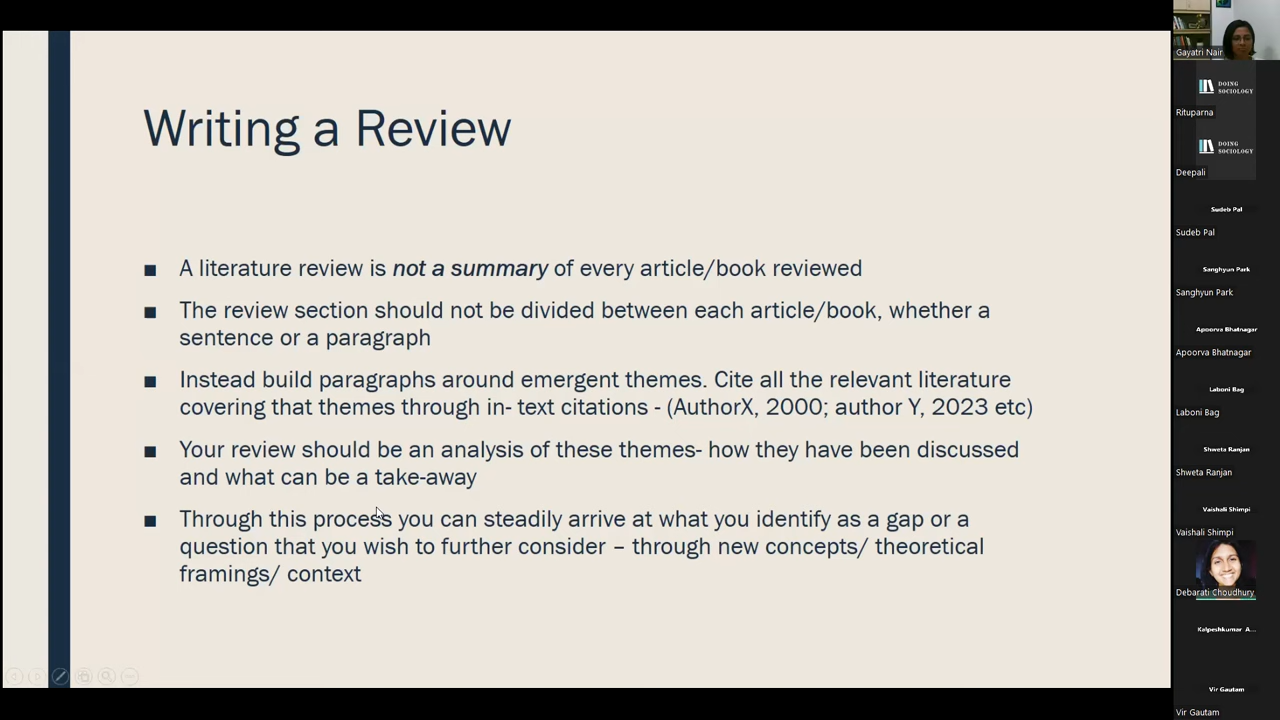 Writing a Review
■ A literature review is not a summary of every article/book reviewed
■ The review section should not be divided between each article/book, whether a
sentence or a paragraph
■ Instead build paragraphs around emergent themes. Cite all the relevant literature
covering that themes through in- text citations - (AuthorX, 2000; author Y, 2023 etc)
■ Your review should be an analysis of these themes- how they have been discussed
and what can be a take-away
■ Through this process you can steadily arrive at what you identify as a gap or a
question that you wish to further consider – through new concepts/ theoretical
framings/ context
Gayatri Nair
DOING
SOCIOLOGY
Rituparna
DOING
SOCIOLOGY
Deepali
Sudeb Pal
Sudeb Pal
Sanghyun Park
Sanghyun Park
Apoorva Bhatnagar
Apoorva Bhatnagar
Laboni Bag
Laboni Bag
Shweta Ranjan
Shweta Ranjan
Vaishali Shimpi
Vaishali Shimpi
Debarati Choudhury
Kalpeshkumar A...
Vir Gautam
Vir Gautam